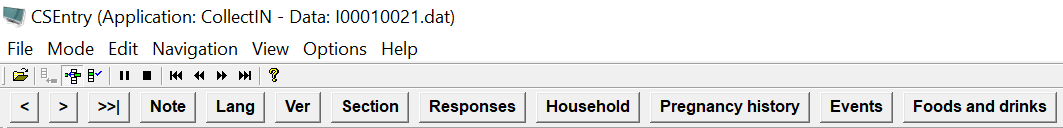 CSEntry (Application: CollectIN - Data: I00010021.dat)
File Mode Edit Navigation View Options Help
< > >>| Note Lang Ver Section Responses Household Pregnancy history Events Foods and drinks